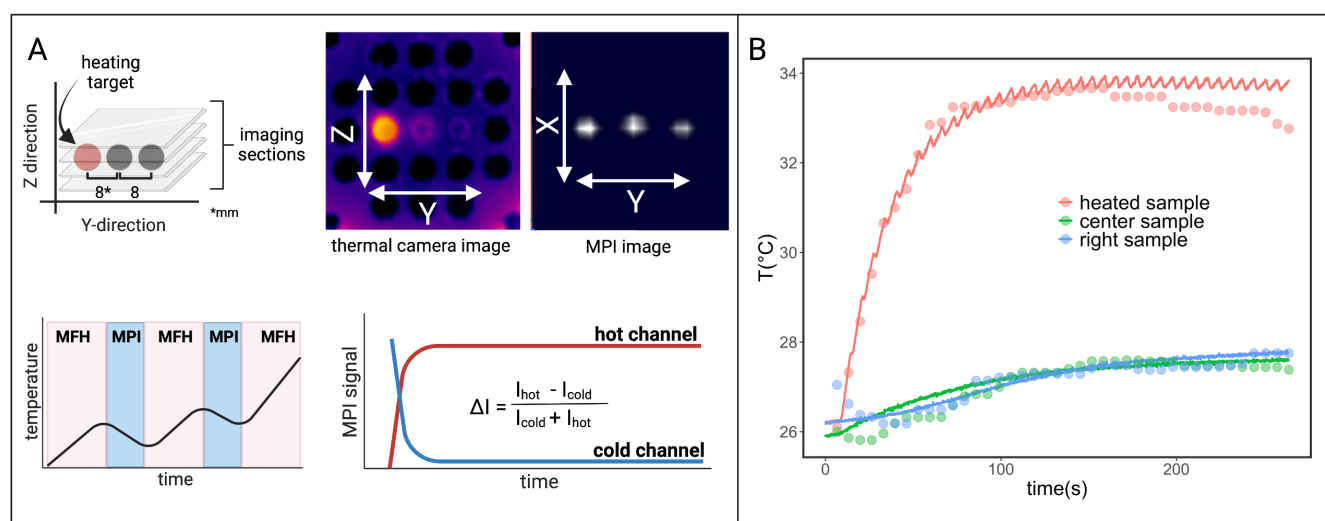 A
heating
target
Z direction
imaging
sections
8*
8
*mm
Y-direction
Z
Y
thermal camera image
X
Y
MPI image
MFH
MPI
MFH
MPI
MFH
temperature
time
MPI signal
hot channel
ΔI = (I_hot - I_cold) / (I_cold + I_hot)
cold channel
time
B
34
32
30
28
26
T(°C)
heated sample
center sample
right sample
0
100
200
time(s)